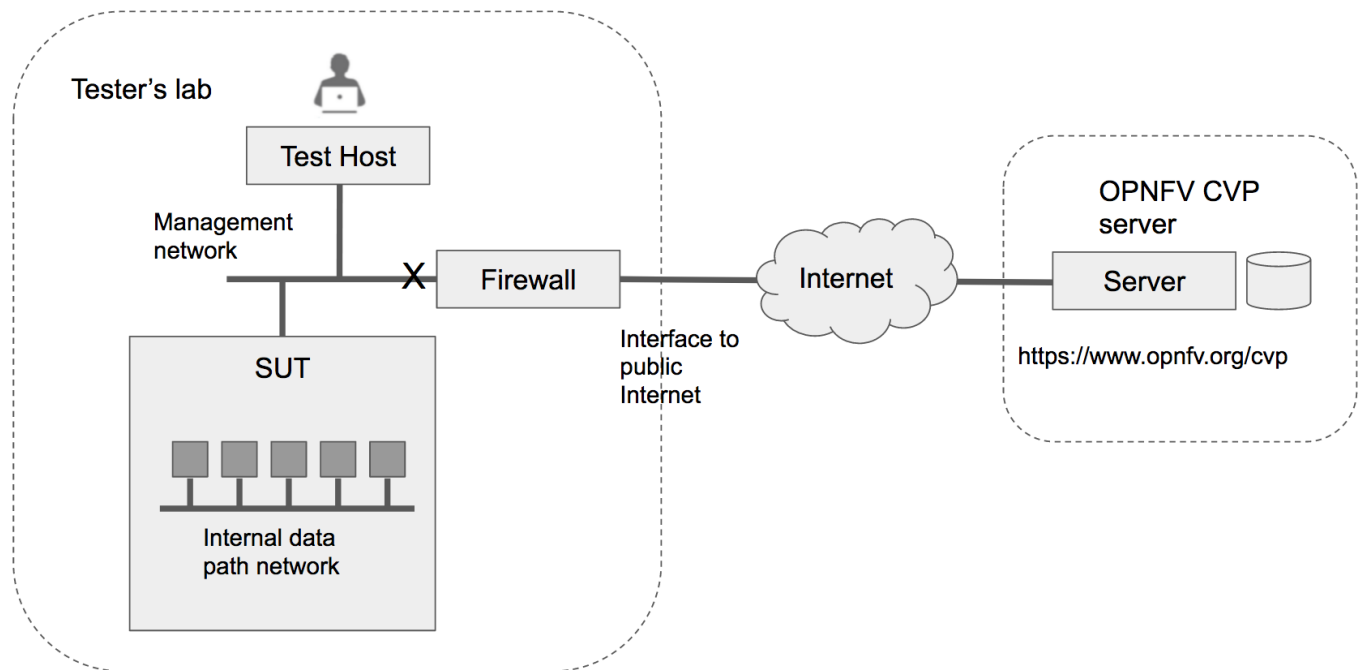 Tester’s lab
Test Host
Management
network
X
Firewall
Interface to
public
Internet
Internet
OPNFV CVP
server
Server
https://www.opnfv.org/cvp
SUT
Internal data
path network